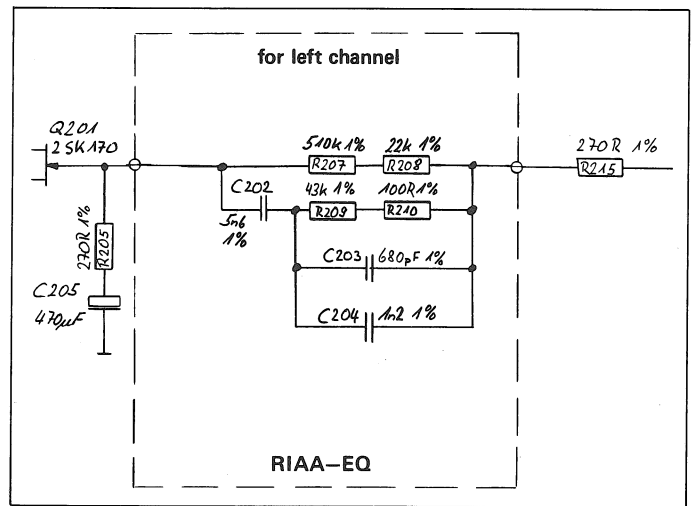 for left channel
Q201
2SK170
510k 1%
22k 1%
270R 1%
R207
R208
R215
C202
43k 1%
100R 1%
5n6
1%
R209
R210
270R 1%
R205
C203
680pF 1%
C205
470µF
C204
1n2 1%
RIAA–EQ